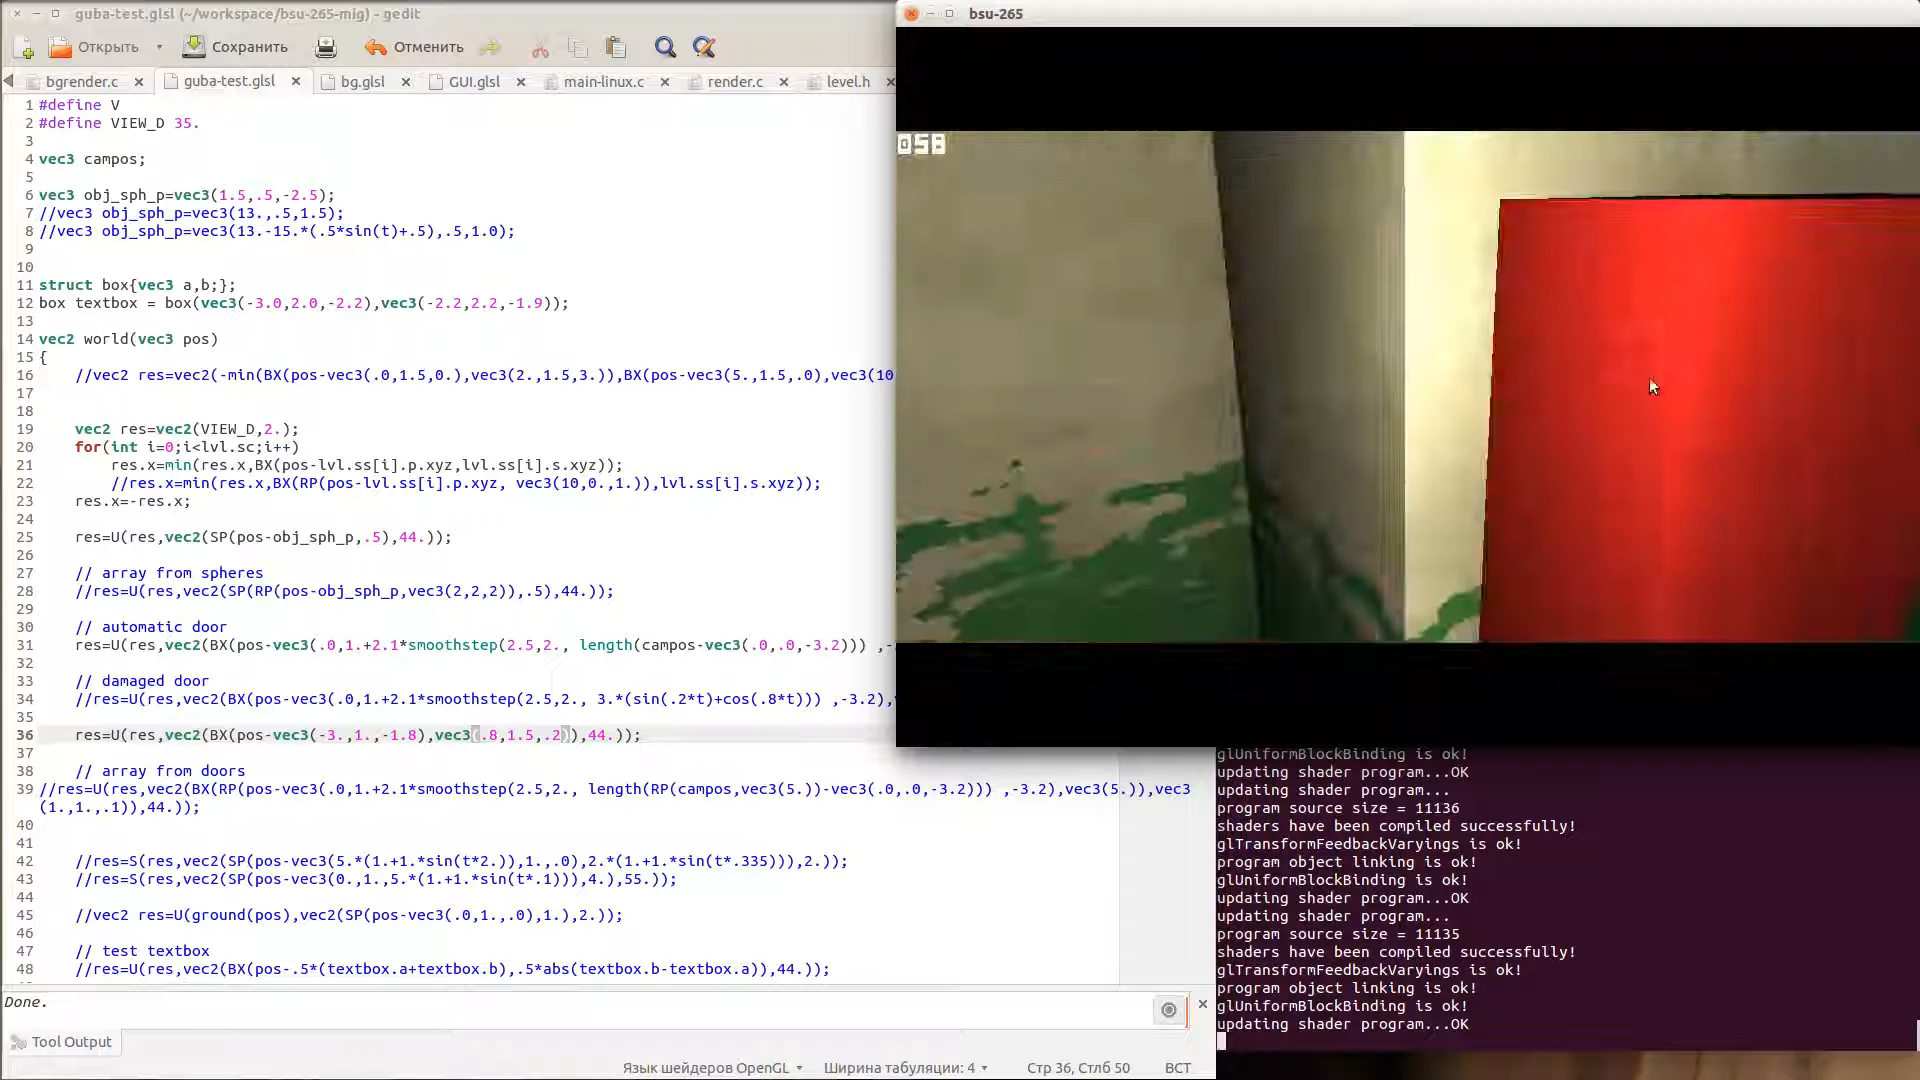 guba-test.glsl (~/workspace/bsu-265-mig) - gedit
Открыть
Сохранить
Отменить
bgrender.c
guba-test.glsl
bg.glsl
GUI.glsl
main-linux.c
render.c
level.h
1 #define V
2 #define VIEW_D 35.
3
4 vec3 campos;
5
6 vec3 obj_sph_p=vec3(1.5,.5,-2.5);
7 //vec3 obj_sph_p=vec3(13.,.5,1.5);
8 //vec3 obj_sph_p=vec3(13.-15.*(.5*sin(t)+.5),.5,1.0);
9
10
11 struct box{vec3 a,b;};
12 box textbox = box(vec3(-3.0,2.0,-2.2),vec3(-2.2,2.2,-1.9));
13
14 vec2 world(vec3 pos)
15 {
16 //vec2 res=vec2(-min(BX(pos-vec3(.0,1.5,0.),vec3(2.,1.5,3.)),BX(pos-vec3(5.,1.5,.0),vec3(10
17
18
19 vec2 res=vec2(VIEW_D,2.);
20 for(int i=0;i<lvl.sc;i++)
21 res.x=min(res.x,BX(pos-lvl.ss[i].p.xyz,lvl.ss[i].s.xyz));
22 //res.x=min(res.x,BX(RP(pos-lvl.ss[i].p.xyz, vec3(10,0.,1.)),lvl.ss[i].s.xyz));
23 res.x=-res.x;
24
25 res=U(res,vec2(SP(pos-obj_sph_p,.5),44.));
26
27 // array from spheres
28 //res=U(res,vec2(SP(RP(pos-obj_sph_p,vec3(2,2,2)),.5),44.));
29
30 // automatic door
31 res=U(res,vec2(BX(pos-vec3(.0,1.+2.1*smoothstep(2.5,2., length(campos-vec3(.0,.0,-3.2))) ,-
32
33 // damaged door
34 //res=U(res,vec2(BX(pos-vec3(.0,1.+2.1*smoothstep(2.5,2., 3.*(sin(.2*t)+cos(.8*t))) ,-3.2),
35
36 res=U(res,vec2(BX(pos-vec3(-3.,1.,-1.8),vec3(.8,1.5,.2)),44.));
37
38 // array from doors
39 //res=U(res,vec2(BX(RP(pos-vec3(.0,1.+2.1*smoothstep(2.5,2., length(RP(campos,vec3(5.))-vec3(.0,.0,-3.2))) ,-3.2),vec3(5.)),vec3
(1.,1.,.1)),44.));
40
41
42 //res=S(res,vec2(SP(pos-vec3(5.*(1.+1.*sin(t*2.)),1.,.0),2.*(1.+1.*sin(t*.335))),2.));
43 //res=S(res,vec2(SP(pos-vec3(0.,1.,5.*(1.+1.*sin(t*.1))),4.),55.));
44
45 //vec2 res=U(ground(pos),vec2(SP(pos-vec3(.0,1.,.0),1.),2.));
46
47 // test textbox
48 //res=U(res,vec2(BX(pos-.5*(textbox.a+textbox.b),.5*abs(textbox.b-textbox.a)),44.));
Done.
Tool Output
Язык шейдеров OpenGL
Ширина табуляции: 4
Стр 36, Стлб 50
ВСТ
bsu-265
058
glUniformBlockBinding is ok!
updating shader program...OK
updating shader program...
program source size = 11136
shaders have been compiled successfully!
glTransformFeedbackVaryings is ok!
program object linking is ok!
glUniformBlockBinding is ok!
updating shader program...OK
updating shader program...
program source size = 11135
shaders have been compiled successfully!
glTransformFeedbackVaryings is ok!
program object linking is ok!
glUniformBlockBinding is ok!
updating shader program...OK